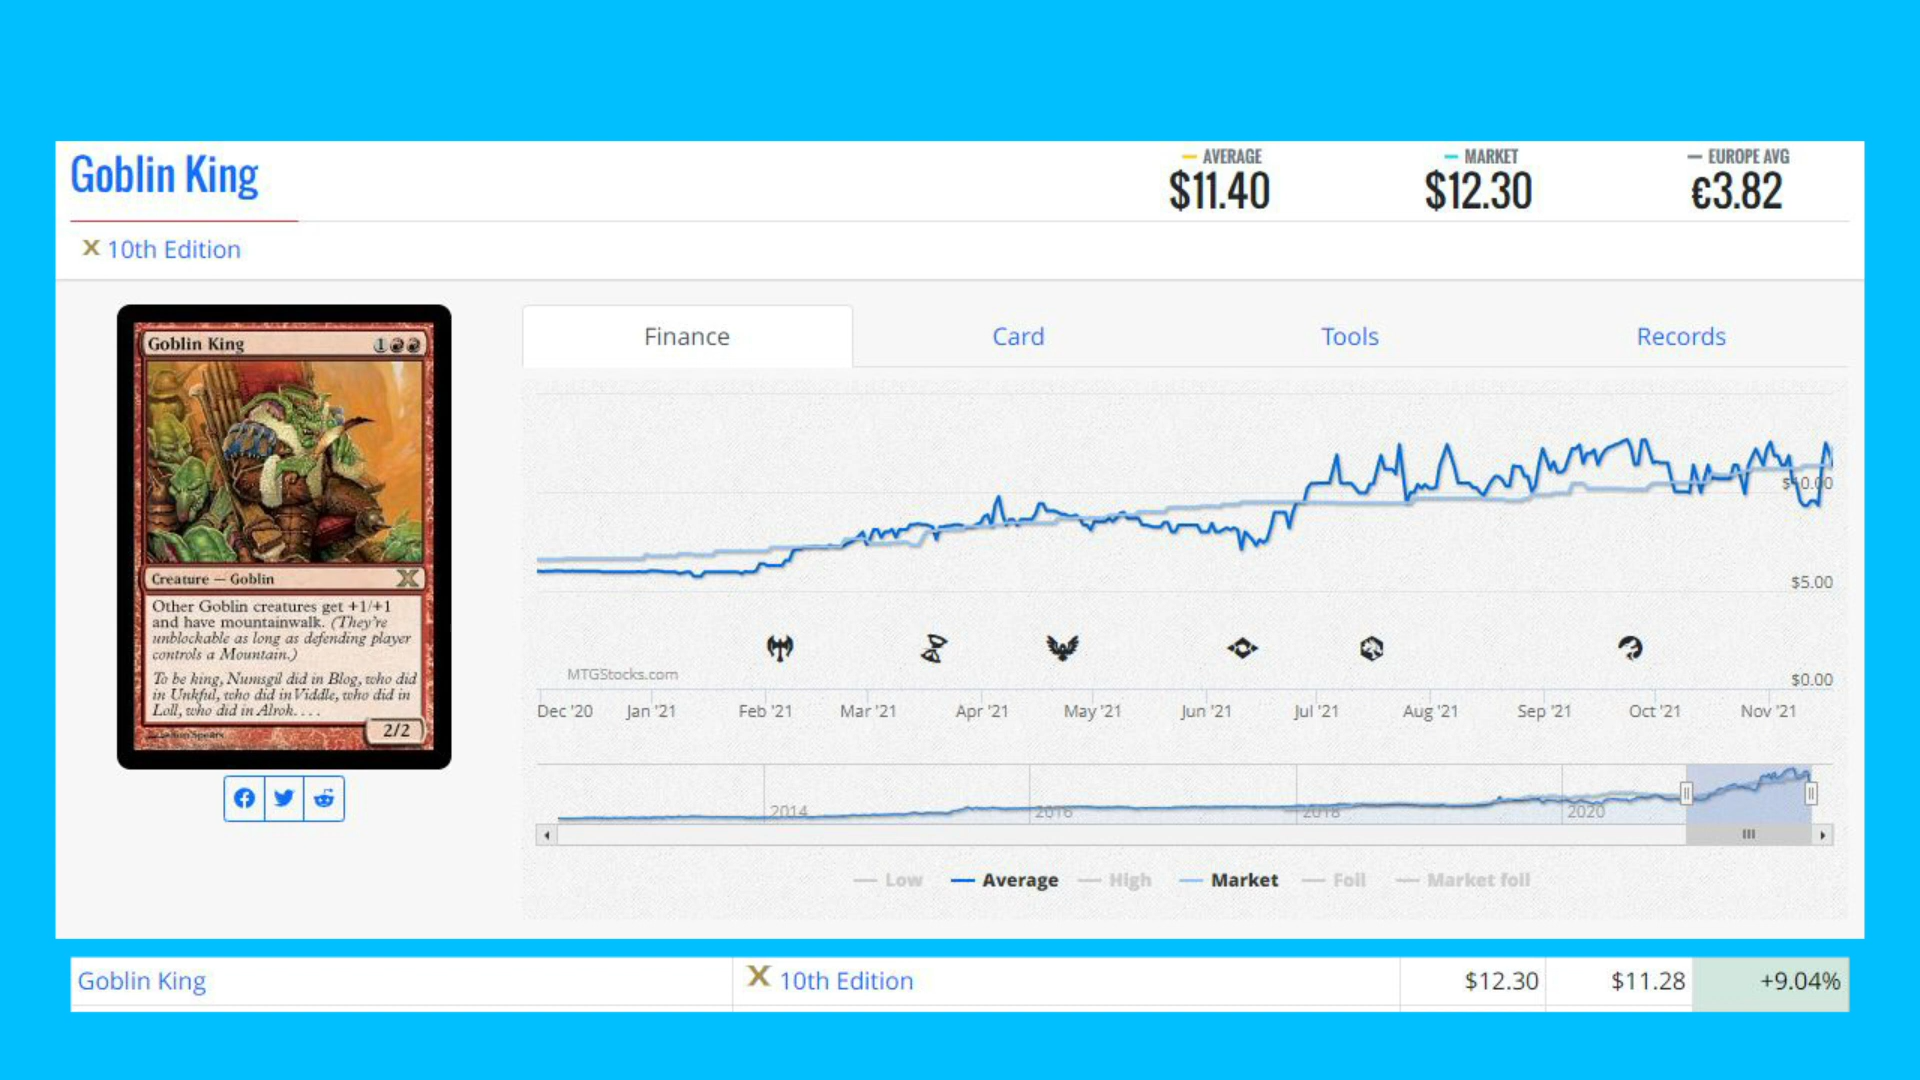 Goblin King
AVERAGE
$11.40
MARKET
$12.30
EUROPE AVG
€3.82
10th Edition
Goblin King 1
Creature — Goblin
Other Goblin creatures get +1/+1
and have mountainwalk. (They're
unblockable as long as defending player
controls a Mountain.)
To be king, Numsgil did in Blog, who did
in Unkful, who did in Viddle, who did in
Loll, who did in Alrok. . . .
2/2
Finance
Card
Tools
Records
$10.00
$5.00
$0.00
MTGStocks.com
Dec '20
Jan '21
Feb '21
Mar '21
Apr '21
May '21
Jun '21
Jul '21
Aug '21
Sep '21
Oct '21
Nov '21
2014
2016
2018
2020
Low
Average
High
Market
Foil
Market foil
Goblin King
10th Edition
$12.30
$11.28
+9.04%